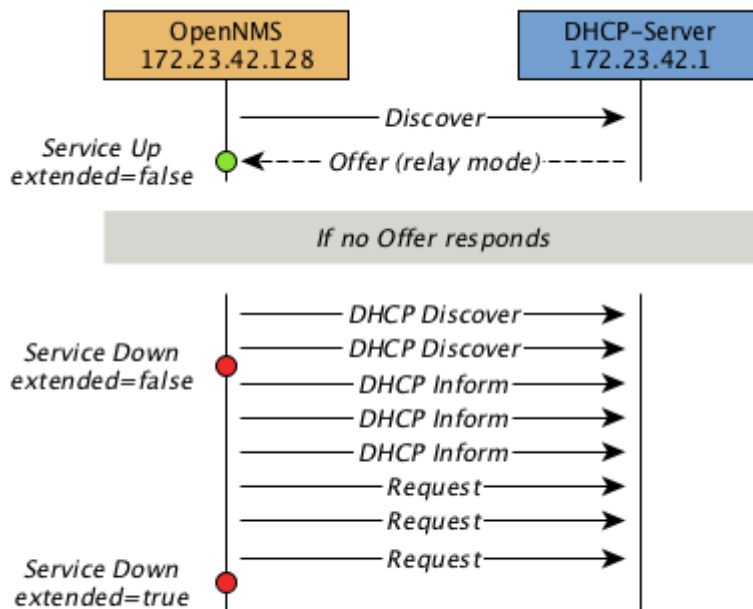 OpenNMS
172.23.42.128
DHCP-Server
172.23.42.1
Discover
Service Up
extended=false
Offer (relay mode)
If no Offer responds
DHCP Discover
DHCP Discover
Service Down
extended=false
DHCP Inform
DHCP Inform
DHCP Inform
Request
Request
Request
Service Down
extended=true